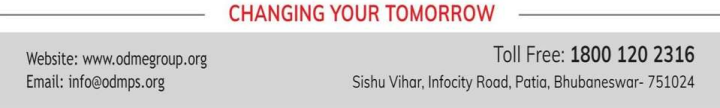 CHANGING YOUR TOMORROW
Website: www.odmegroup.org
Email: info@odmps.org
Toll Free: 1800 120 2316
Sishu Vihar, Infocity Road, Patia, Bhubaneswar- 751024